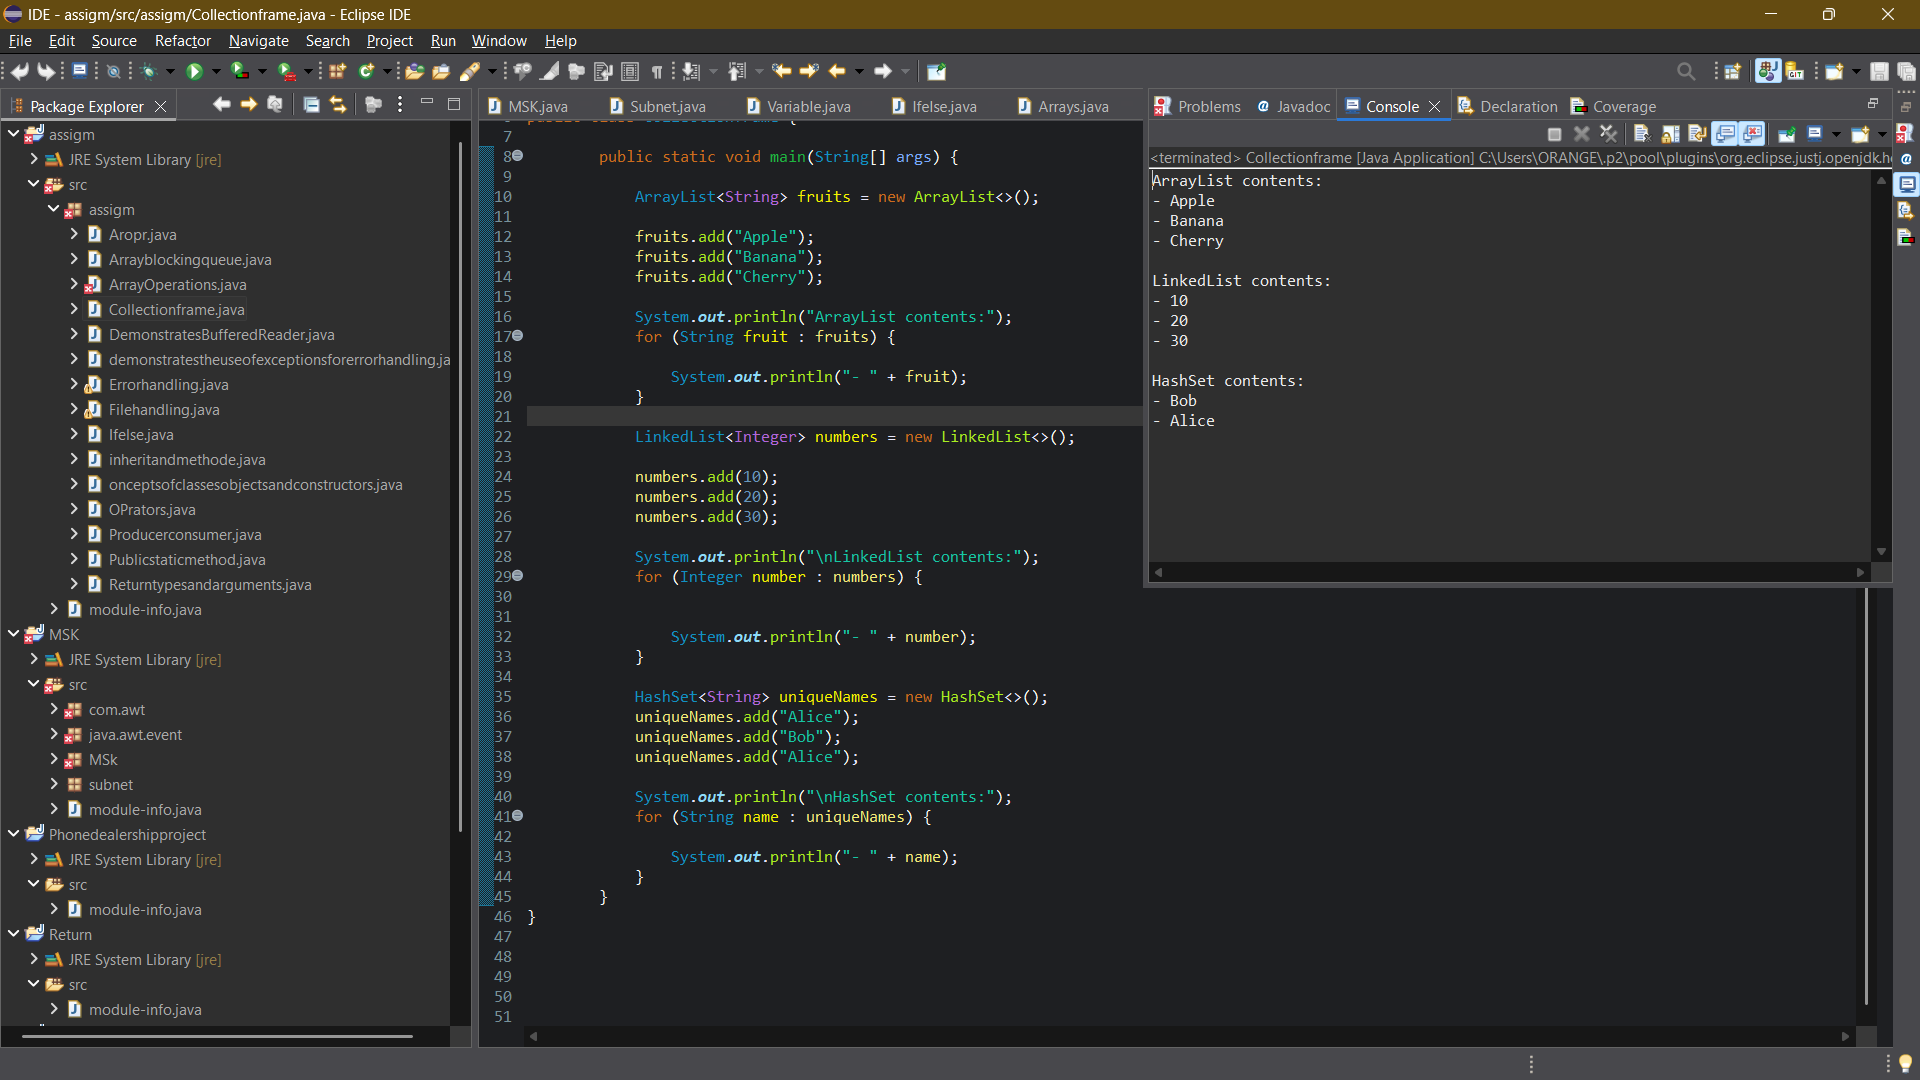 IDE - assigm/src/assigm/Collectionframe.java - Eclipse IDE
File Edit Source Refactor Navigate Search Project Run Window Help
Package Explorer
assigm
JRE System Library [jre]
src
assigm
Aropr.java
Arrayblockingqueue.java
ArrayOperations.java
Collectionframe.java
DemonstratesBufferedReader.java
demonstratestheuseofexceptionsforerrorhandling.ja
Errorhandling.java
Filehandling.java
Ifelse.java
inheritandmethode.java
onceptsofclassesobjectsandconstructors.java
OPrators.java
Producerconsumer.java
Publicstaticmethod.java
Returntypesandarguments.java
module-info.java
MSK
JRE System Library [jre]
src
com.awt
java.awt.event
MSk
subnet
module-info.java
Phonedealershipproject
JRE System Library [jre]
src
module-info.java
Return
JRE System Library [jre]
src
module-info.java
MSK.java Subnet.java Variable.java Ifelse.java Arrays.java
7
8 public static void main(String[] args) {
9
10 ArrayList<String> fruits = new ArrayList<>();
11
12 fruits.add("Apple");
13 fruits.add("Banana");
14 fruits.add("Cherry");
15
16 System.out.println("ArrayList contents:");
17 for (String fruit : fruits) {
18
19 System.out.println("- " + fruit);
20 }
21
22 LinkedList<Integer> numbers = new LinkedList<>();
23
24 numbers.add(10);
25 numbers.add(20);
26 numbers.add(30);
27
28 System.out.println("\nLinkedList contents:");
29 for (Integer number : numbers) {
30
31
32 System.out.println("- " + number);
33 }
34
35 HashSet<String> uniqueNames = new HashSet<>();
36 uniqueNames.add("Alice");
37 uniqueNames.add("Bob");
38 uniqueNames.add("Alice");
39
40 System.out.println("\nHashSet contents:");
41 for (String name : uniqueNames) {
42
43 System.out.println("- " + name);
44 }
45 }
46 }
47
48
49
50
51
Problems Javadoc Console Declaration Coverage
<terminated> Collectionframe [Java Application] C:\Users\ORANGE\.p2\pool\plugins\org.eclipse.justj.openjdk.h
ArrayList contents:
- Apple
- Banana
- Cherry
LinkedList contents:
- 10
- 20
- 30
HashSet contents:
- Bob
- Alice